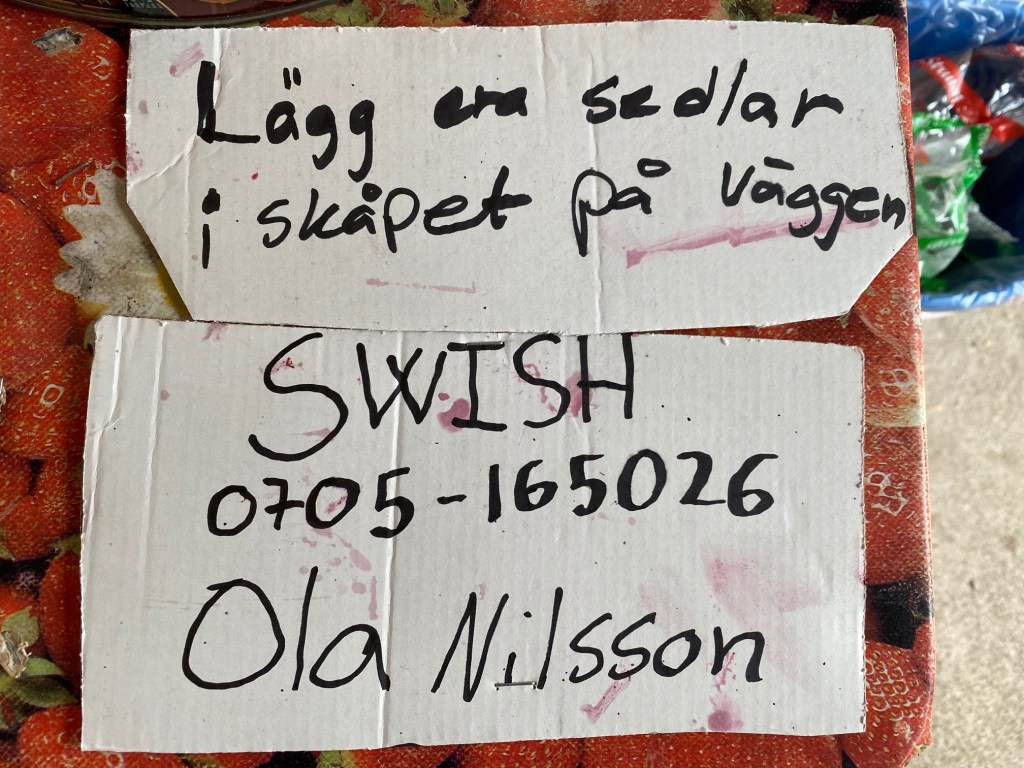 Lägg era sedlar
i skåpet på väggen
SWISH
0705-165026
Ola Nilsson